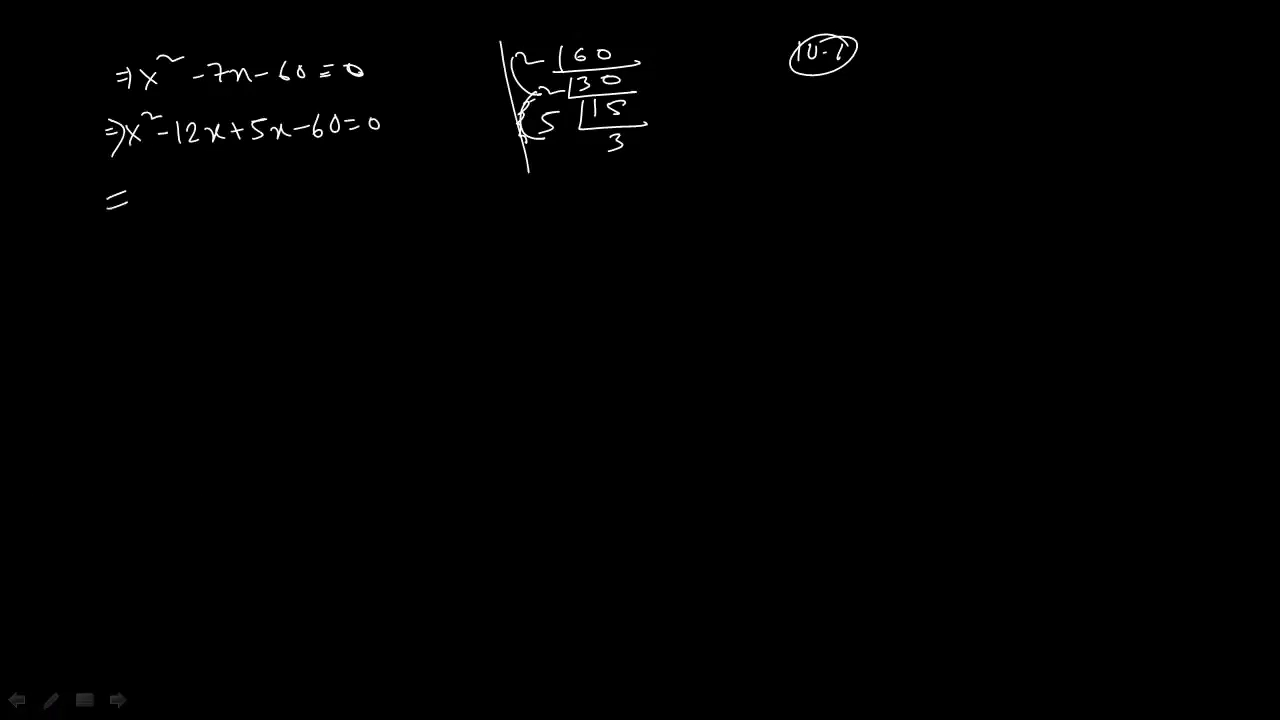 ⇒ x² - 7x - 60 = 0
⇒ x² - 12x + 5x - 60 = 0
=
2 | 60
2 | 30
5 | 15
3